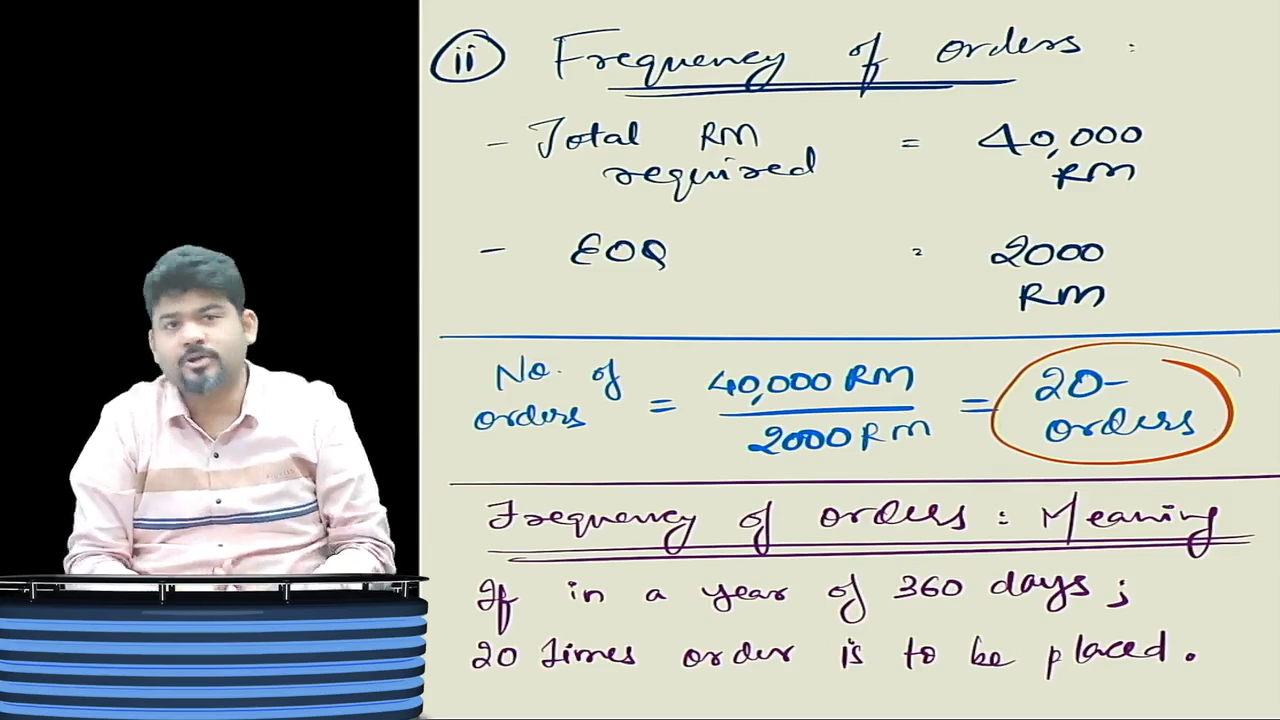 ii Frequency of orders :
- Total RM required = 40,000 RM
- EOQ = 2000 RM
No. of orders = 40,000 RM / 2000 RM = 20- orders
Frequency of orders : Meaning
If in a year of 360 days;
20 times order is to be placed.